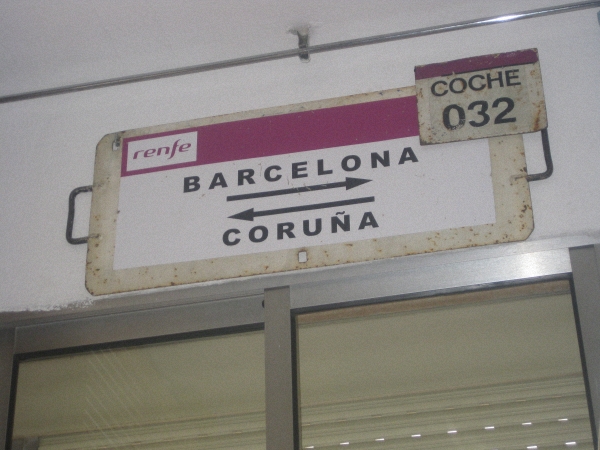 COCHE
032
renfe
BARCELONA
CORUÑA